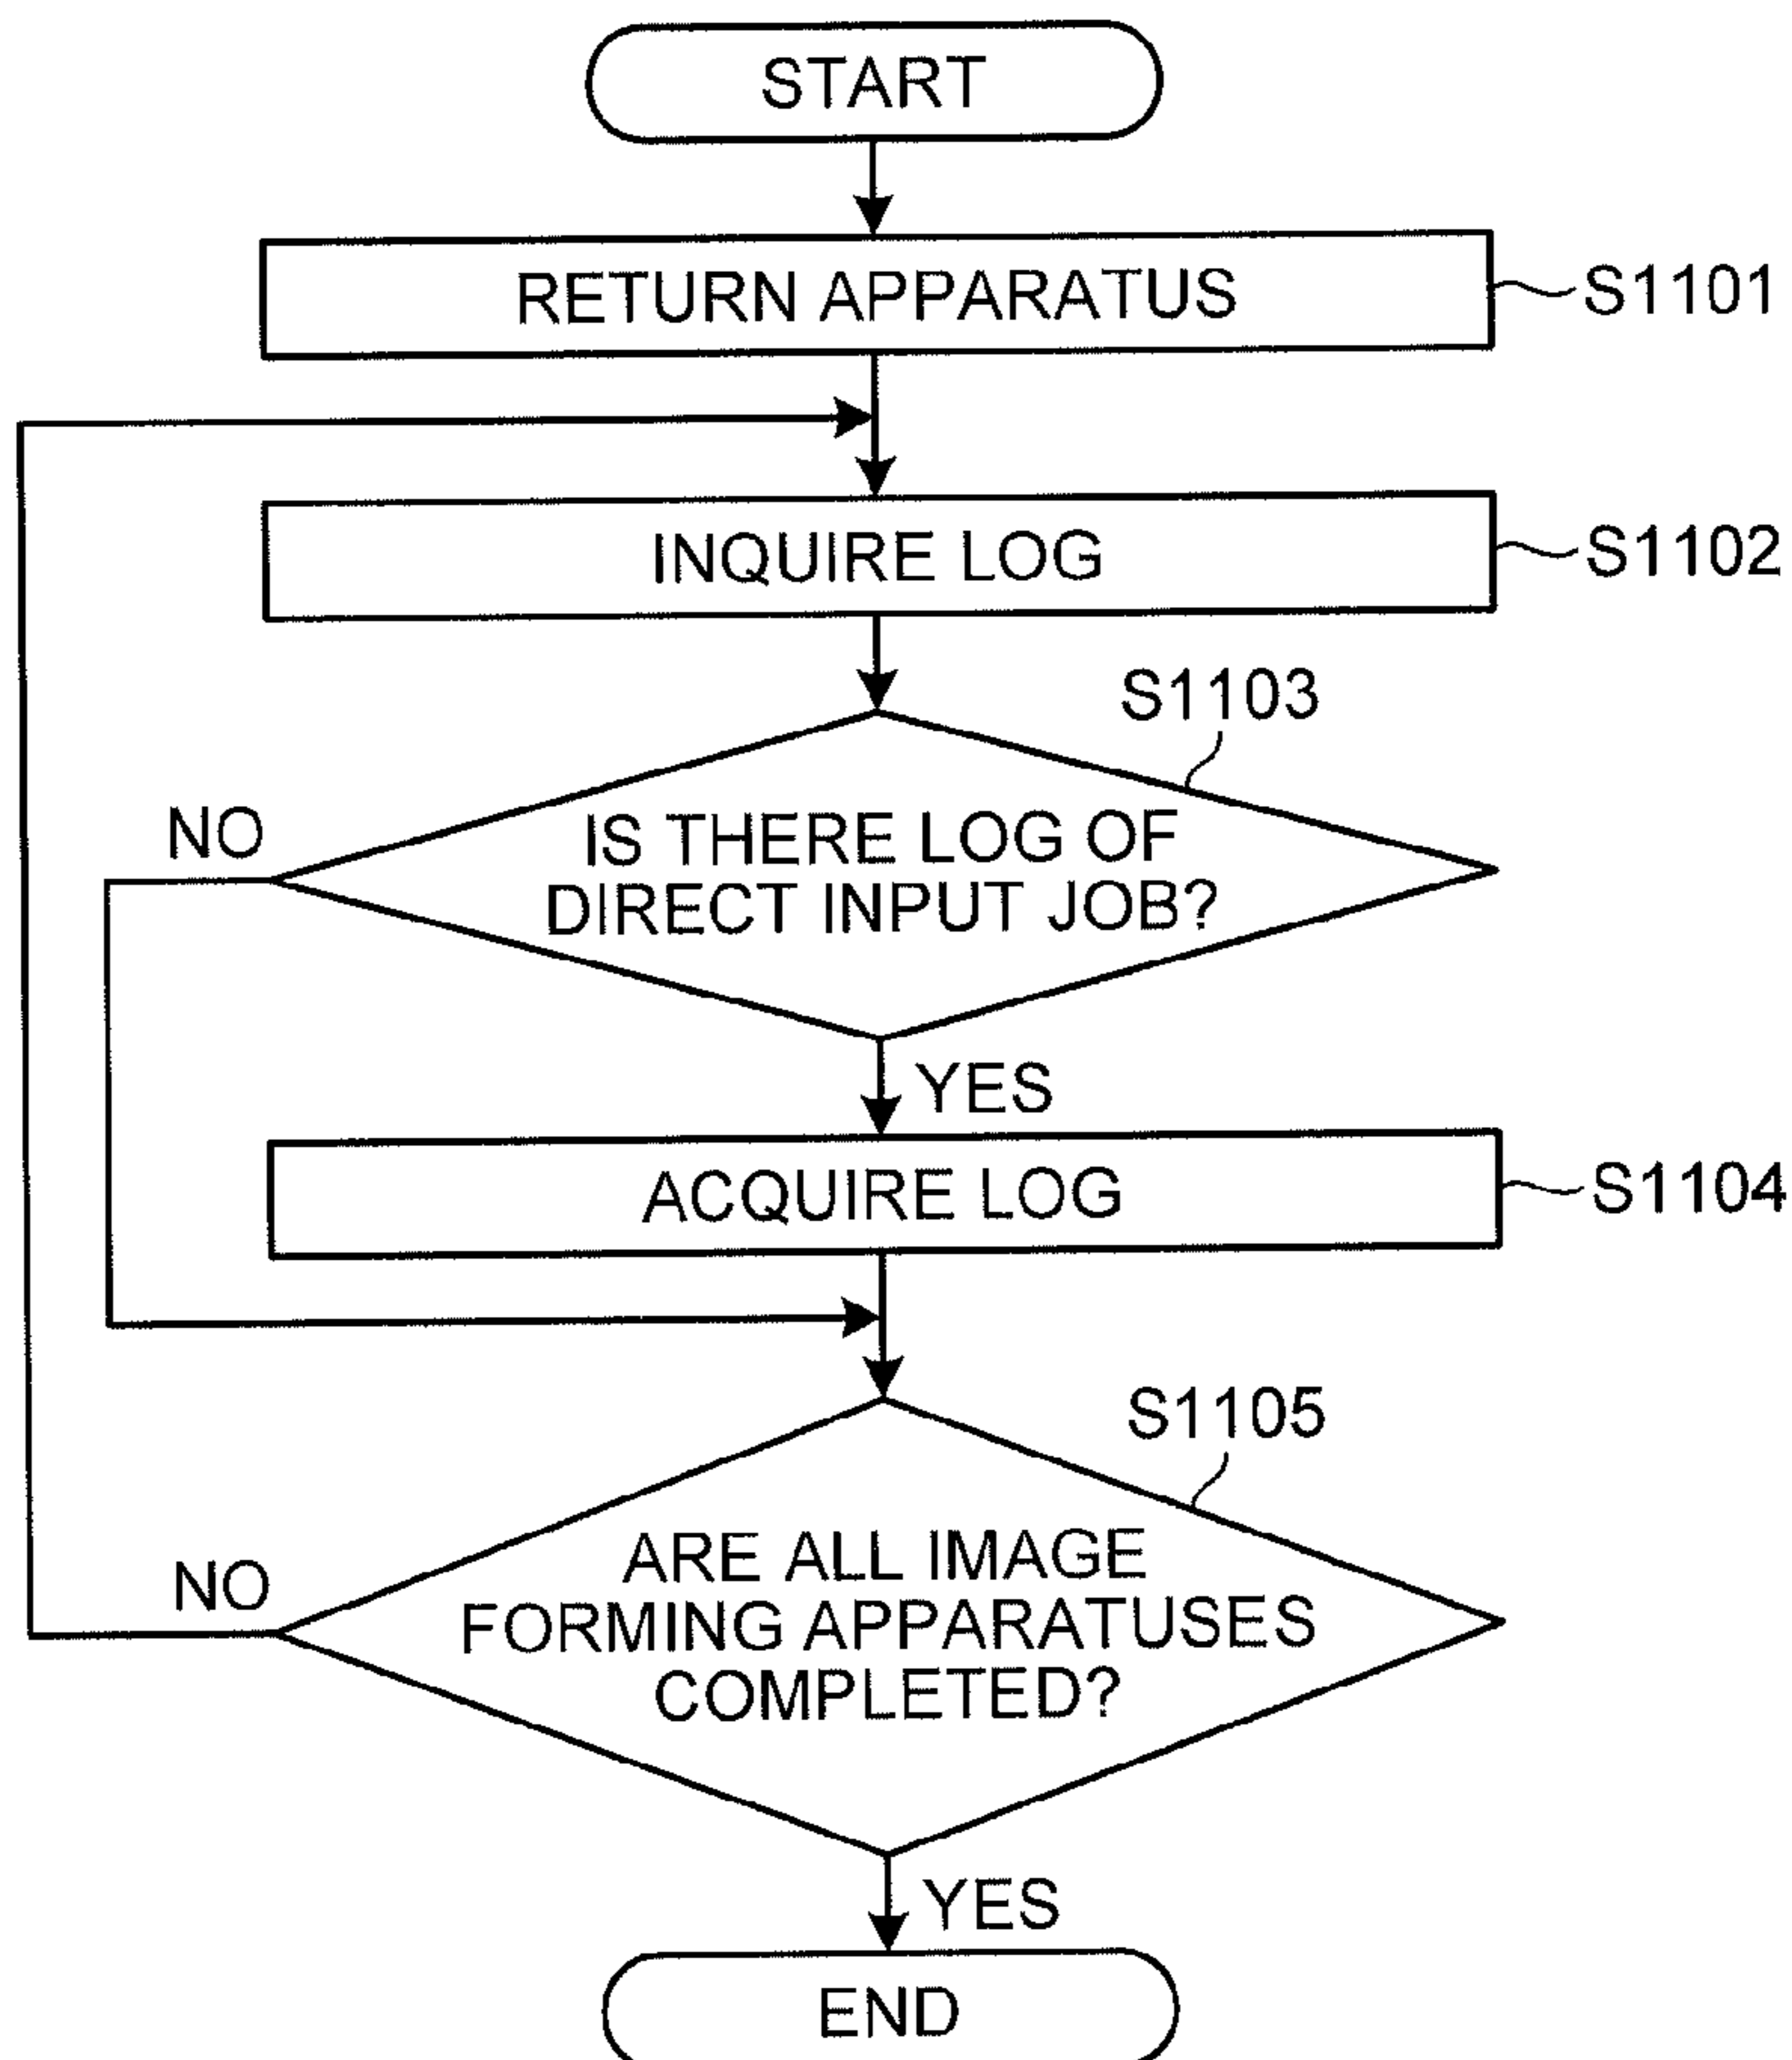 START
RETURN APPARATUS
S1101
INQUIRE LOG
S1102
S1103
NO
IS THERE LOG OF
DIRECT INPUT JOB?
YES
ACQUIRE LOG
S1104
S1105
NO
ARE ALL IMAGE
FORMING APPARATUSES
COMPLETED?
YES
END